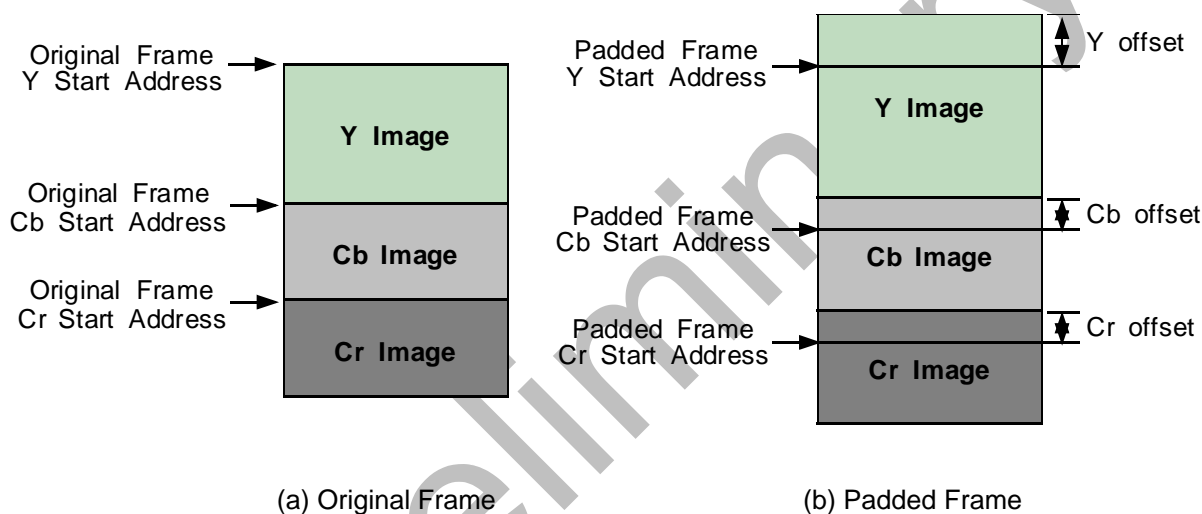 Original Frame
Y Start Address
Y Image
Original Frame
Cb Start Address
Cb Image
Original Frame
Cr Start Address
Cr Image
(a) Original Frame
Padded Frame
Y Start Address
Y offset
Y Image
Padded Frame
Cb Start Address
Cb offset
Cb Image
Padded Frame
Cr Start Address
Cr offset
Cr Image
(b) Padded Frame
eliminary